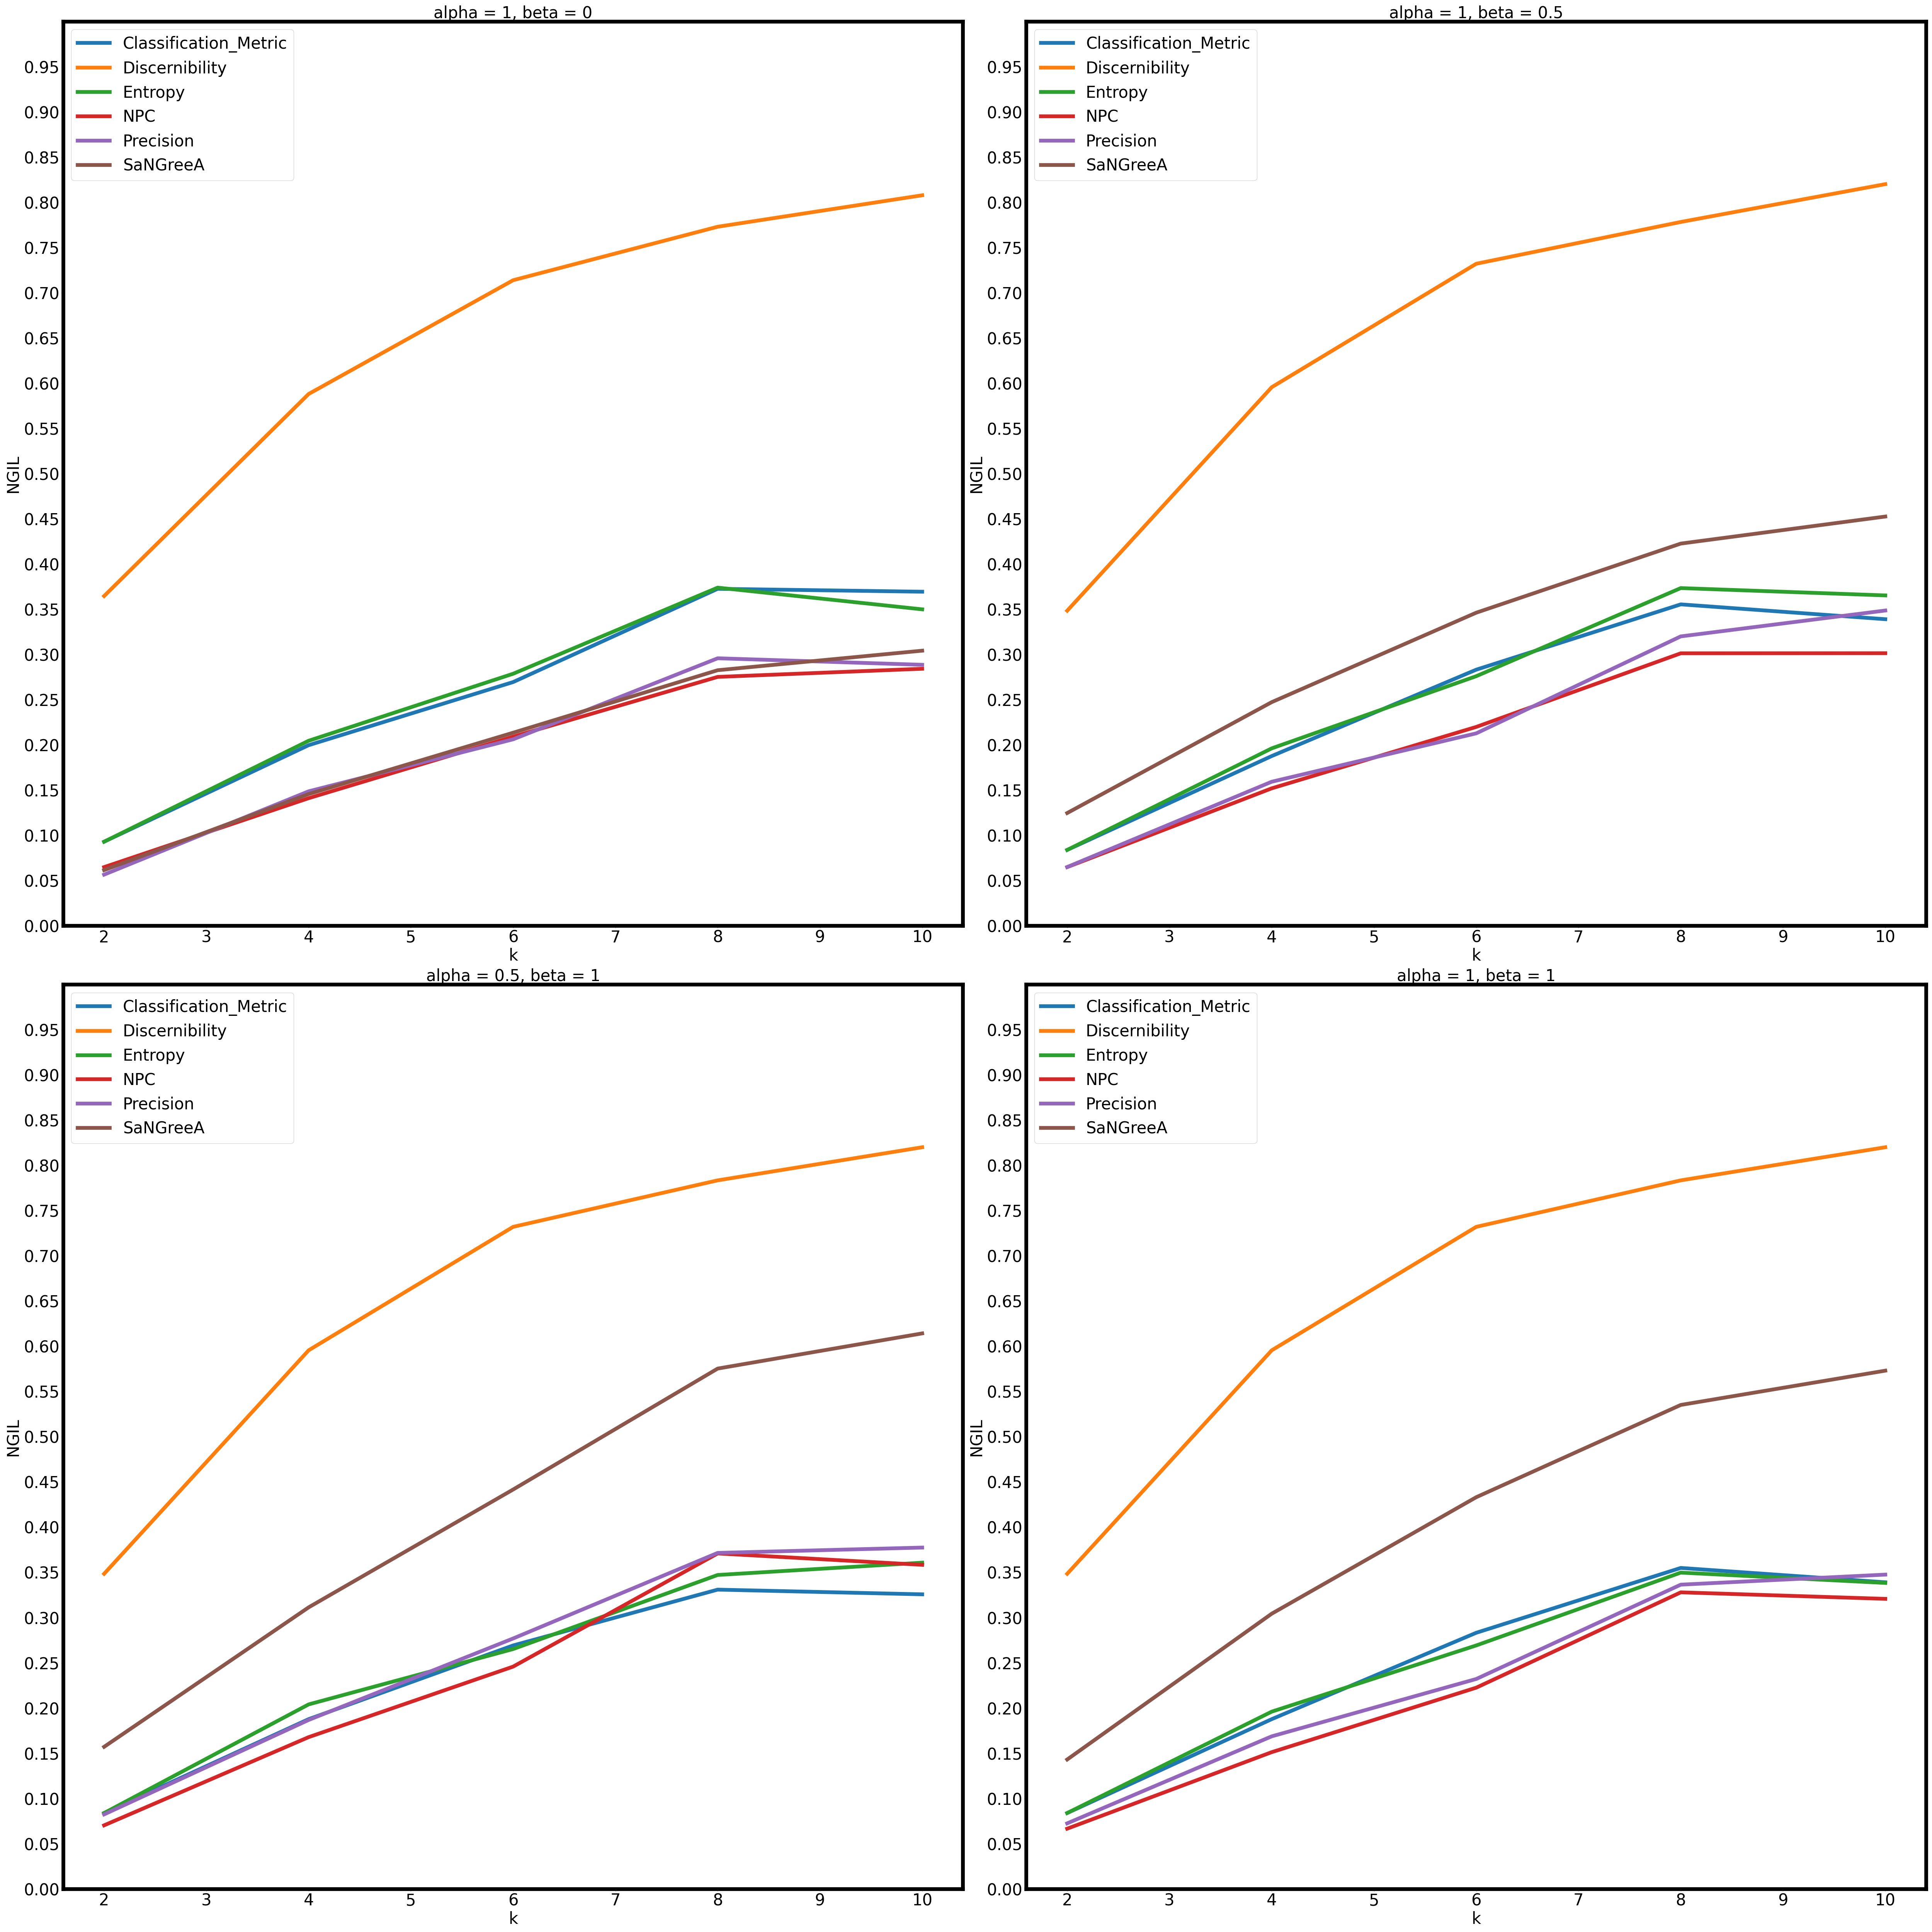 alpha = 1, beta = 0
Classification_Metric
Discernibility
Entropy
NPC
Precision
SaNGreeA
0.95
0.90
0.85
0.80
0.75
0.70
0.65
0.60
0.55
0.50
0.45
0.40
0.35
0.30
0.25
0.20
0.15
0.10
0.05
0.00
NGIL
2 3 4 5 6 7 8 9 10
k
alpha = 1, beta = 0.5
Classification_Metric
Discernibility
Entropy
NPC
Precision
SaNGreeA
0.95
0.90
0.85
0.80
0.75
0.70
0.65
0.60
0.55
0.50
0.45
0.40
0.35
0.30
0.25
0.20
0.15
0.10
0.05
0.00
NGIL
2 3 4 5 6 7 8 9 10
k
alpha = 0.5, beta = 1
Classification_Metric
Discernibility
Entropy
NPC
Precision
SaNGreeA
0.95
0.90
0.85
0.80
0.75
0.70
0.65
0.60
0.55
0.50
0.45
0.40
0.35
0.30
0.25
0.20
0.15
0.10
0.05
0.00
NGIL
2 3 4 5 6 7 8 9 10
k
alpha = 1, beta = 1
Classification_Metric
Discernibility
Entropy
NPC
Precision
SaNGreeA
0.95
0.90
0.85
0.80
0.75
0.70
0.65
0.60
0.55
0.50
0.45
0.40
0.35
0.30
0.25
0.20
0.15
0.10
0.05
0.00
NGIL
2 3 4 5 6 7 8 9 10
k